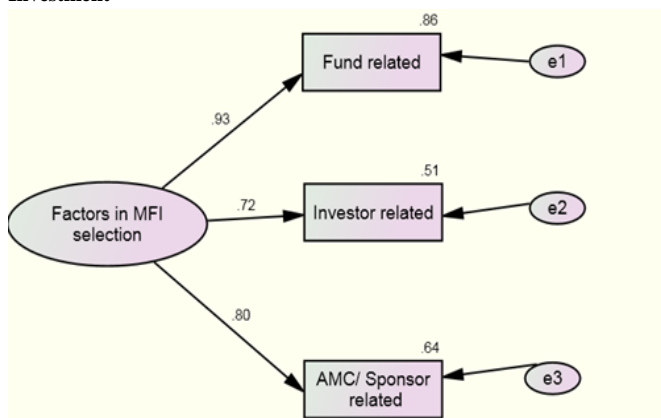 .86
Fund related
e1
.93
.51
Factors in MFI
selection
.72
Investor related
e2
.80
.64
AMC/ Sponsor
related
e3